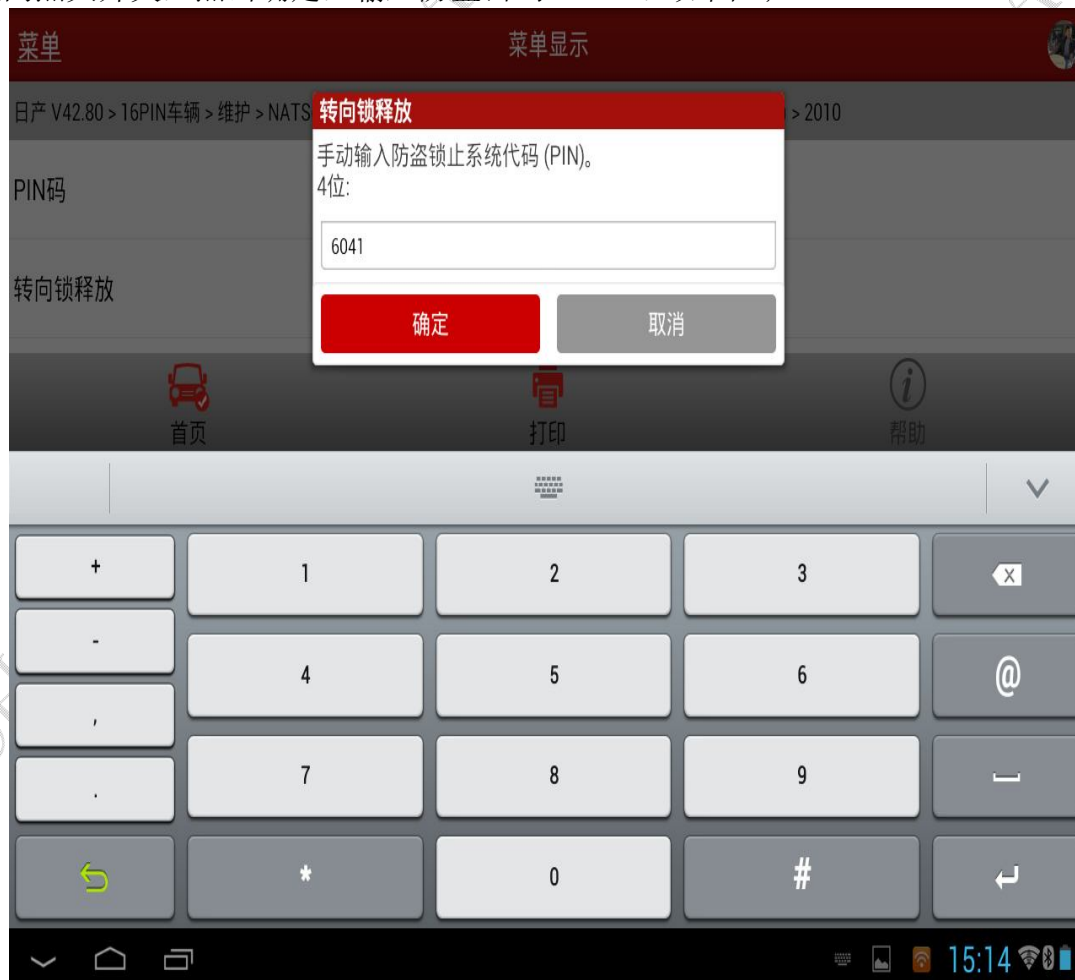 菜单
菜单显示
日产 V42.80 > 16PIN车辆 > 维护 > NATS
> 2010
转向锁释放
手动输入防盗锁止系统代码 (PIN)。
4位:
6041
确定
取消
PIN码
转向锁释放
首页
打印
帮助
+
1
2
3
-
4
5
6
@
,
7
8
9
.
*
0
#
15:14